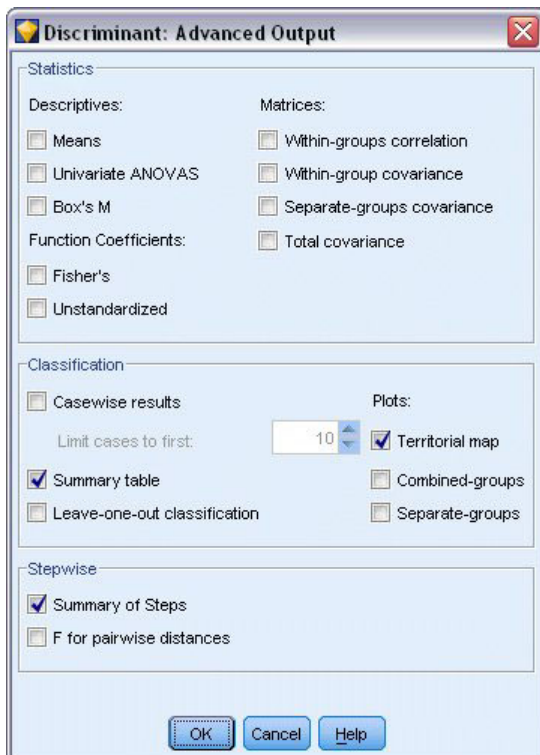 Discriminant: Advanced Output
Statistics
Descriptives:
Means
Univariate ANOVAS
Box's M
Function Coefficients:
Fisher's
Unstandardized
Matrices:
Within-groups correlation
Within-group covariance
Separate-groups covariance
Total covariance
Classification
Casewise results
Limit cases to first: 10
Summary table
Leave-one-out classification
Plots:
Territorial map
Combined-groups
Separate-groups
Stepwise
Summary of Steps
F for pairwise distances
OK Cancel Help